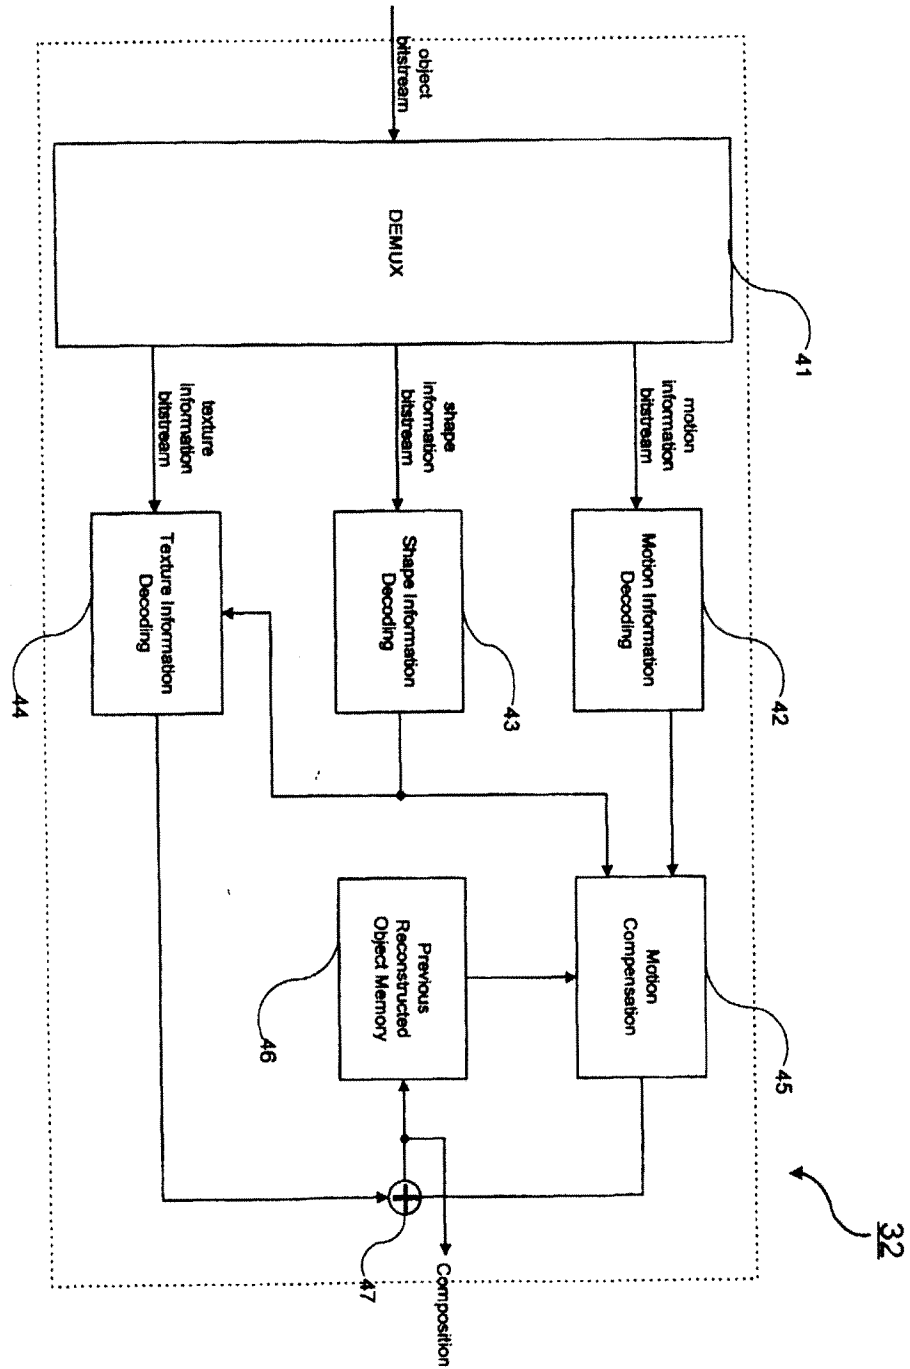 32
object
bitstream
DEMUX
41
motion
information
bitstream
shape
information
bitstream
texture
information
bitstream
Motion Information
Decoding
42
Shape Information
Decoding
43
Texture Information
Decoding
44
Motion
Compensation
45
Previous
Reconstructed
Object Memory
46
47
Composition